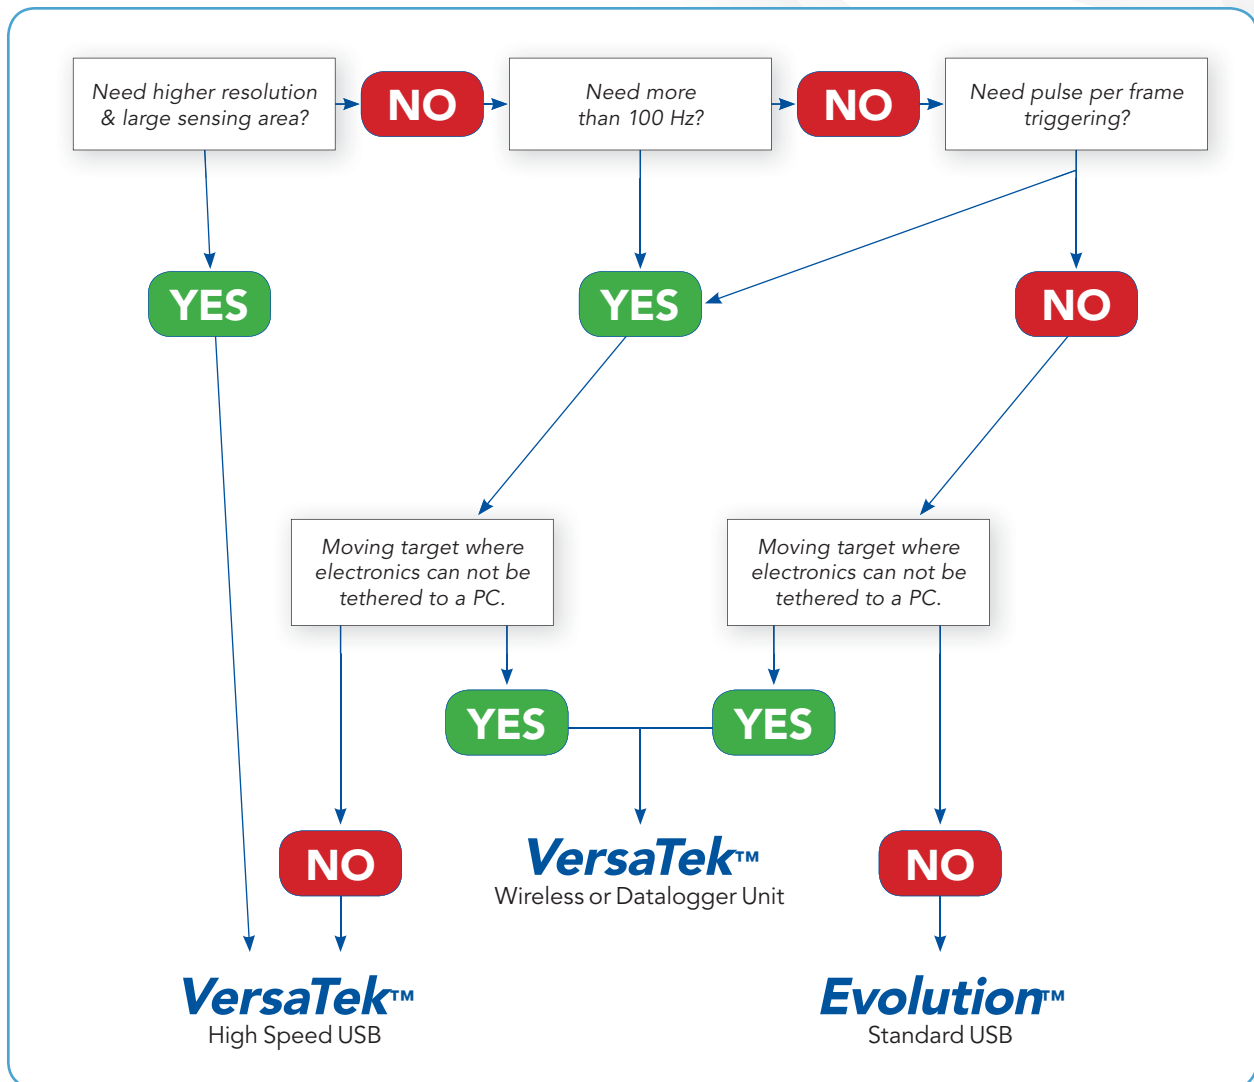 Need higher resolution
& large sensing area?
NO
Need more
than 100 Hz?
NO
Need pulse per frame
triggering?
YES
YES
NO
Moving target where
electronics can not be
tethered to a PC.
Moving target where
electronics can not be
tethered to a PC.
YES
YES
NO
VersaTek™
Wireless or Datalogger Unit
NO
VersaTek™
High Speed USB
Evolution™
Standard USB